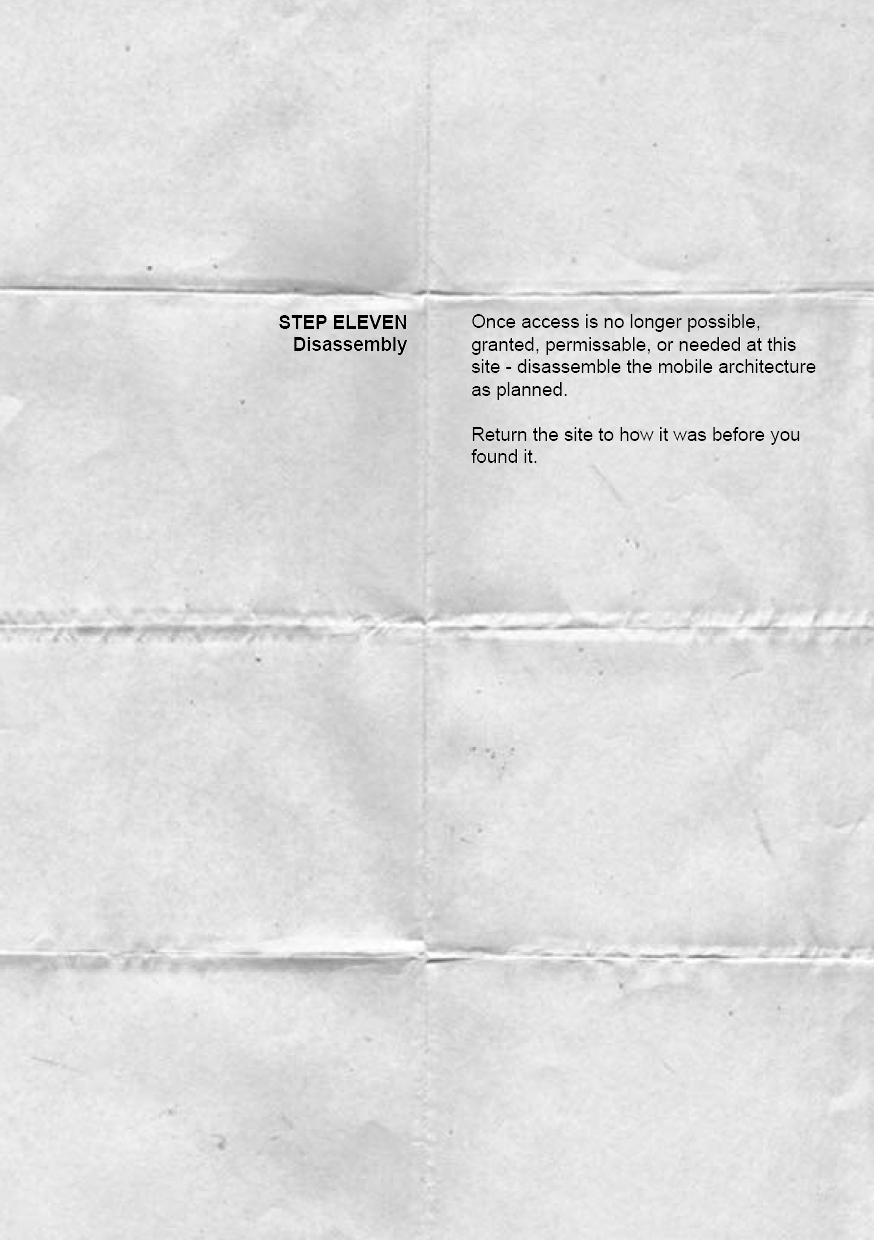 STEP ELEVEN
Disassembly
Once access is no longer possible,
granted, permissable, or needed at this
site - disassemble the mobile architecture
as planned.
Return the site to how it was before you
found it.